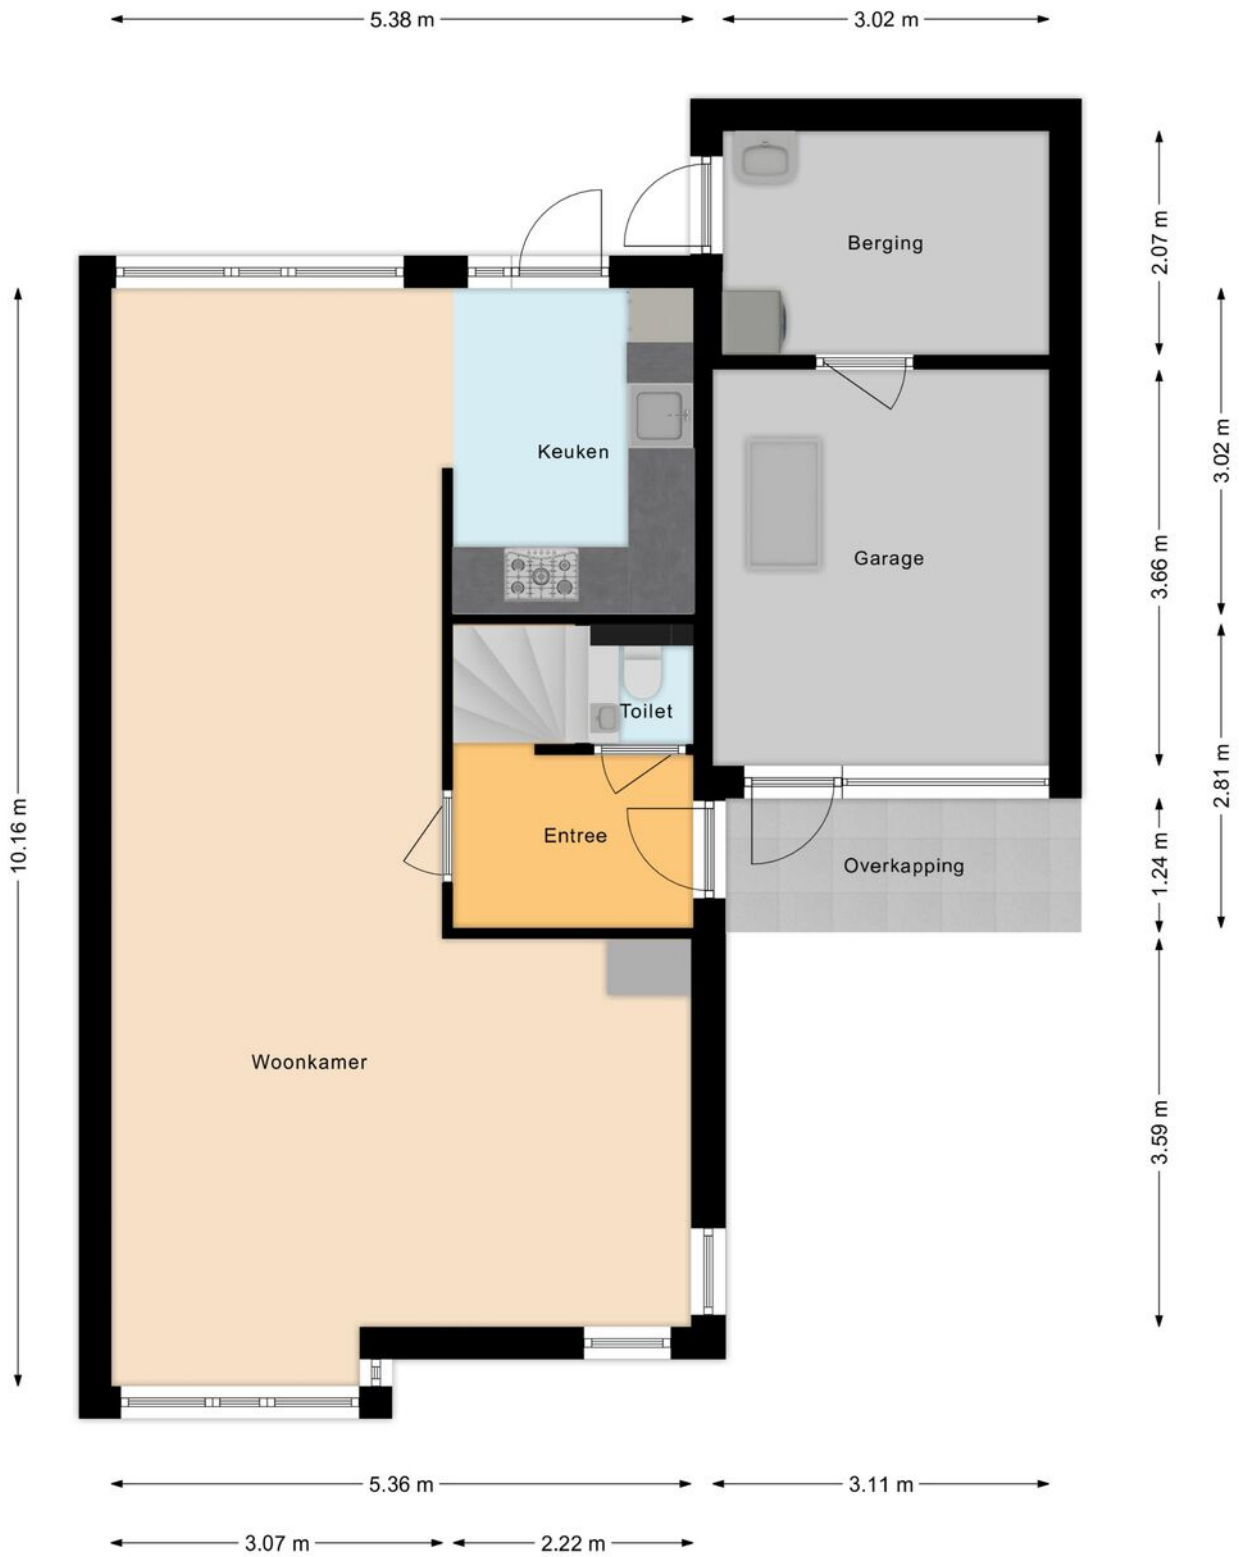 5.38 m
3.02 m
Berging
2.07 m
Keuken
3.02 m
Garage
3.66 m
Toilet
2.81 m
Entree
10.16 m
Overkapping
1.24 m
Woonkamer
3.59 m
5.36 m
3.11 m
3.07 m
2.22 m